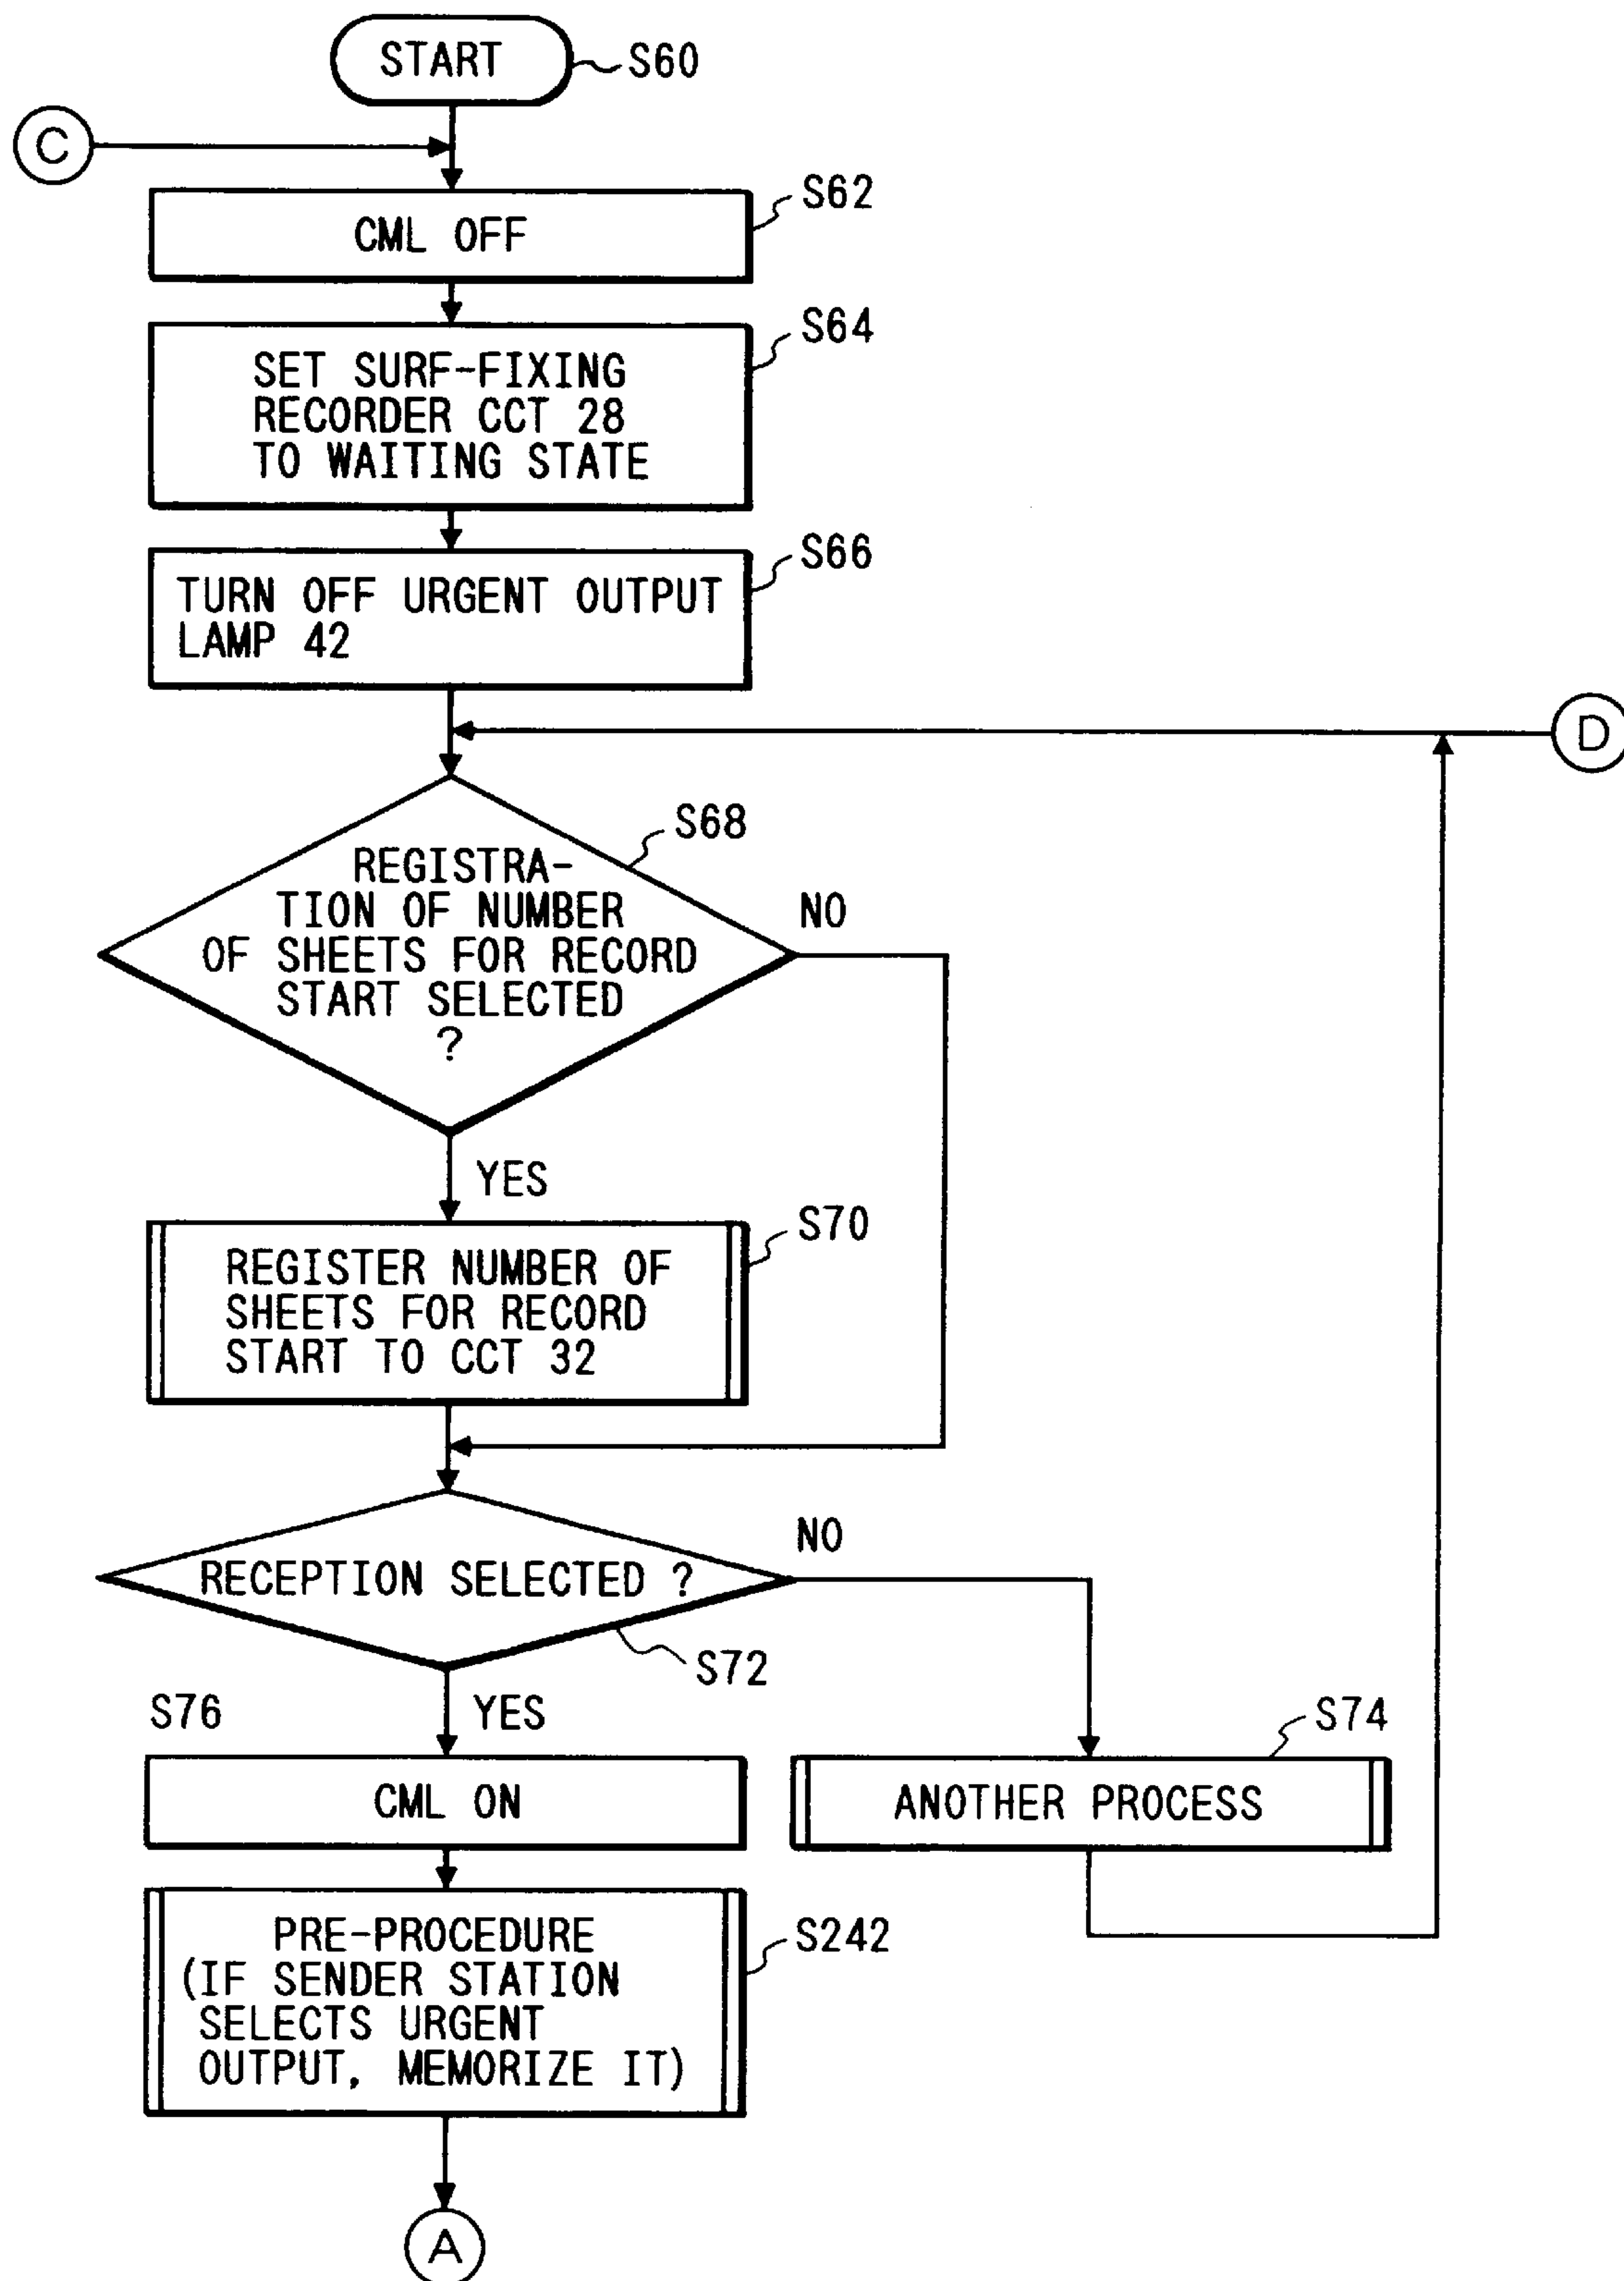 START
S60
C
S62
CML OFF
S64
SET SURF-FIXING
RECORDER CCT 28
TO WAITING STATE
S66
TURN OFF URGENT OUTPUT
LAMP 42
D
S68
REGISTRA-
TION OF NUMBER
OF SHEETS FOR RECORD
START SELECTED
?
NO
YES
S70
REGISTER NUMBER OF
SHEETS FOR RECORD
START TO CCT 32
RECEPTION SELECTED ?
NO
S72
S76
YES
S74
CML ON
ANOTHER PROCESS
PRE-PROCEDURE
(IF SENDER STATION
SELECTS URGENT
OUTPUT, MEMORIZE IT)
S242
A